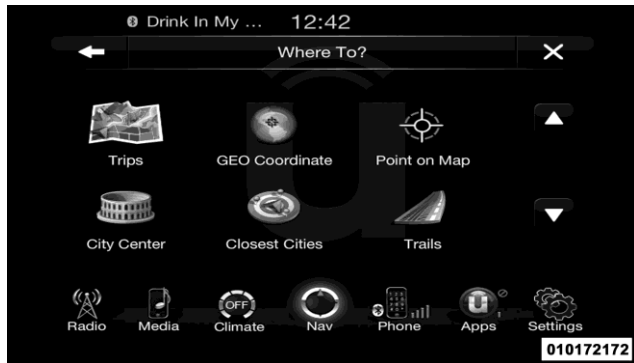 Drink In My ... 12:42
Where To?
Trips GEO Coordinate Point on Map
City Center Closest Cities Trails
OFF
Radio Media Climate Nav Phone Apps Settings
010172172